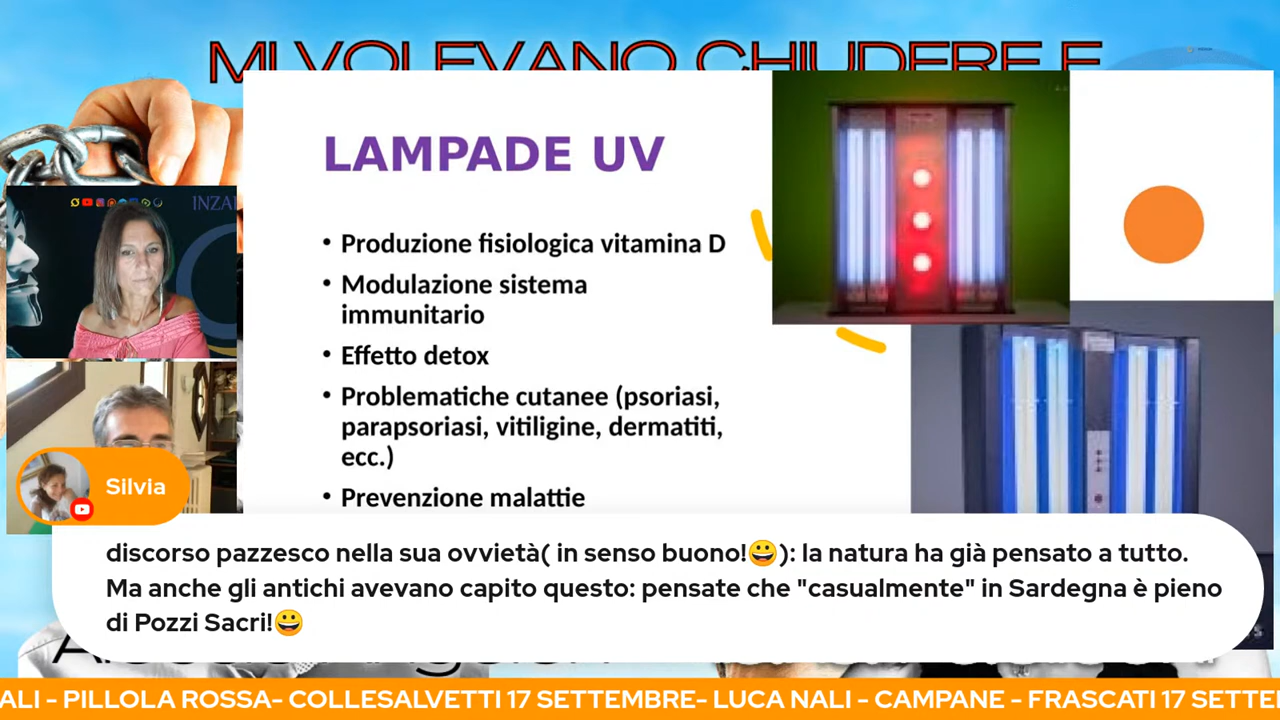 MI VOLEVANO CHIUDERE E
INZA
LAMPADE UV
• Produzione fisiologica vitamina D
• Modulazione sistema
immunitario
• Effetto detox
• Problematiche cutanee (psoriasi,
parapsoriasi, vitiligine, dermatiti,
ecc.)
• Prevenzione malattie
Silvia
discorso pazzesco nella sua ovvietà( in senso buono!😀): la natura ha già pensato a tutto.
Ma anche gli antichi avevano capito questo: pensate che "casualmente" in Sardegna è pieno
di Pozzi Sacri!😀
ALI - PILLOLA ROSSA- COLLESALVETTI 17 SETTEMBRE- LUCA NALI - CAMPANE - FRASCATI 17 SETTE